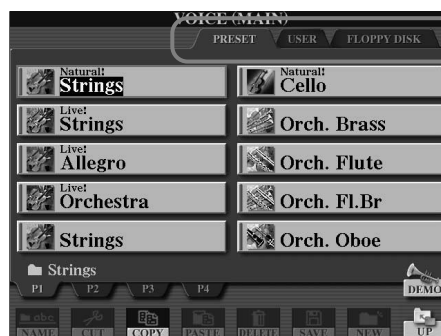 VOICE (MAIN)
PRESET USER FLOPPY DISK
Natural!
Strings
Natural!
Cello
Live!
Strings
Orch. Brass
Live!
Allegro
Orch. Flute
Live!
Orchestra
Orch. Fl.Br
Strings
Orch. Oboe
Strings
P1 P2 P3 P4
DEMO
abc
NAME CUT COPY PASTE DELETE SAVE NEW UP